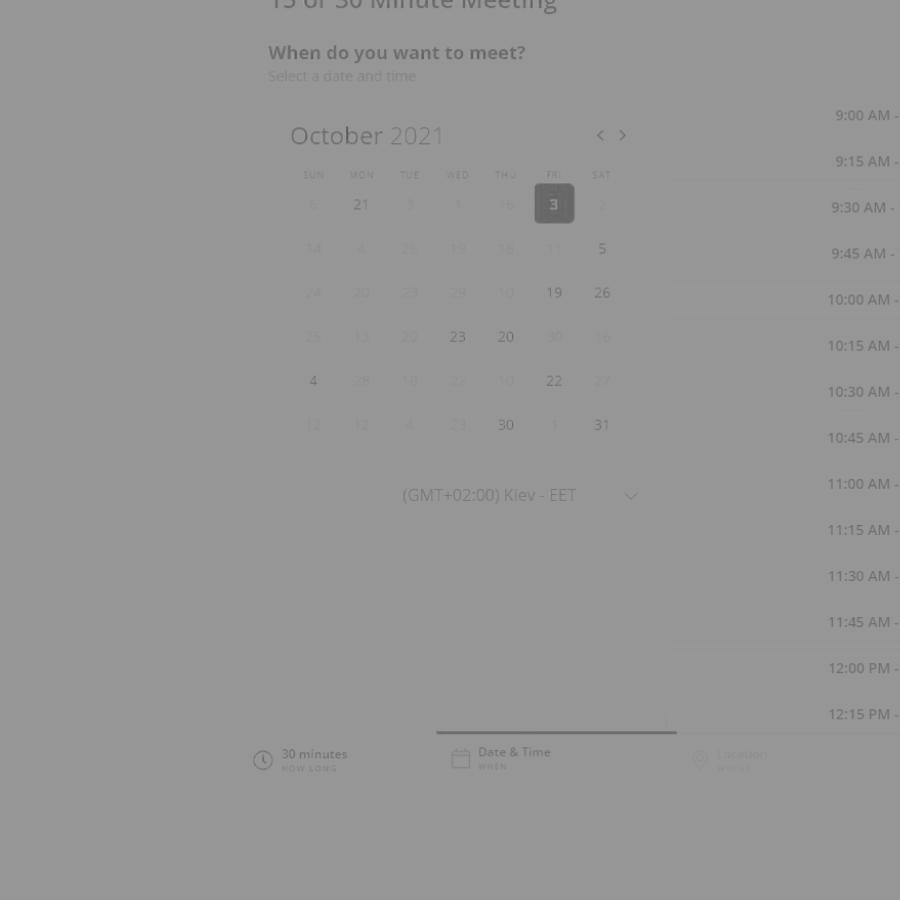 15 or 30 Minute Meeting
When do you want to meet?
Select a date and time
October 2021
SUN MON TUE WED THU FRI SAT
6 21 3 1 16 3 2
14 4 26 19 16 11 5
24 20 23 29 10 19 26
25 13 20 23 20 30 16
4 28 18 22 10 22 27
12 12 4 23 30 1 31
(GMT+02:00) Kiev - EET
9:00 AM -
9:15 AM -
9:30 AM -
9:45 AM -
10:00 AM -
10:15 AM -
10:30 AM -
10:45 AM -
11:00 AM -
11:15 AM -
11:30 AM -
11:45 AM -
12:00 PM -
12:15 PM -
30 minutes
HOW LONG
Date & Time
WHEN
Location
WHERE